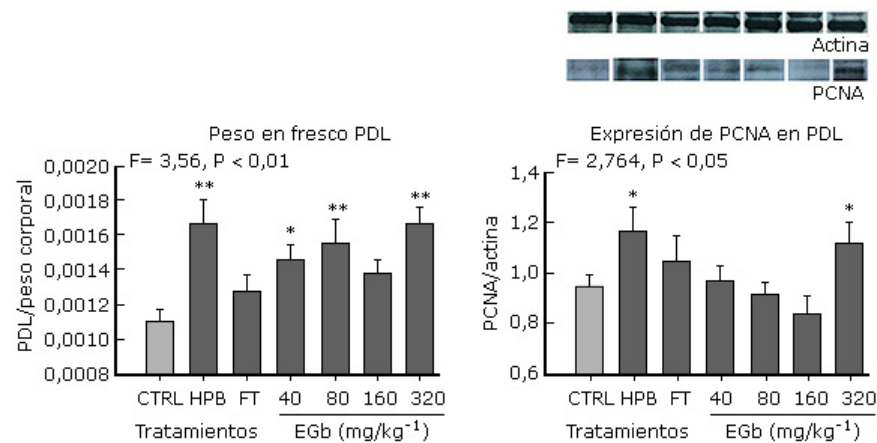 Actina
PCNA
Peso en fresco PDL
F= 3,56, P < 0,01
PDL/peso corporal
0,0020
0,0018
0,0016
0,0014
0,0012
0,0010
0,0008
**
*
**
**
CTRL HPB FT 40 80 160 320
Tratamientos EGb (mg/kg⁻¹)
Expresión de PCNA en PDL
F= 2,764, P < 0,05
PCNA/actina
1,4
1,2
1,0
0,8
0,6
*
*
CTRL HPB FT 40 80 160 320
Tratamientos EGb (mg/kg⁻¹)